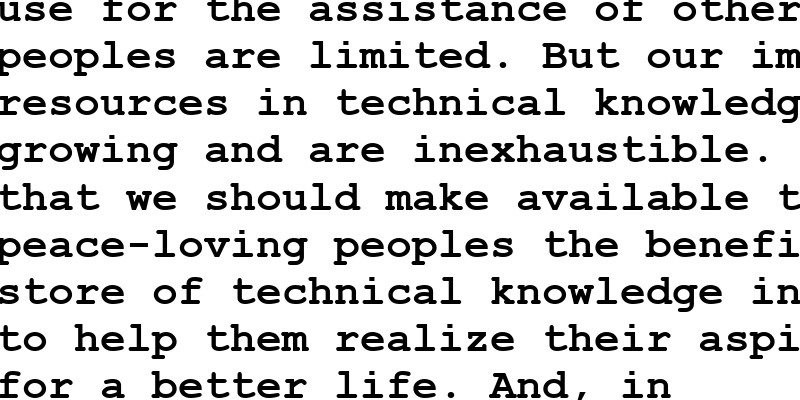 use for the assistance of other
peoples are limited. But our im
resources in technical knowledg
growing and are inexhaustible.
that we should make available t
peace-loving peoples the benefi
store of technical knowledge in
to help them realize their aspi
for a better life. And, in